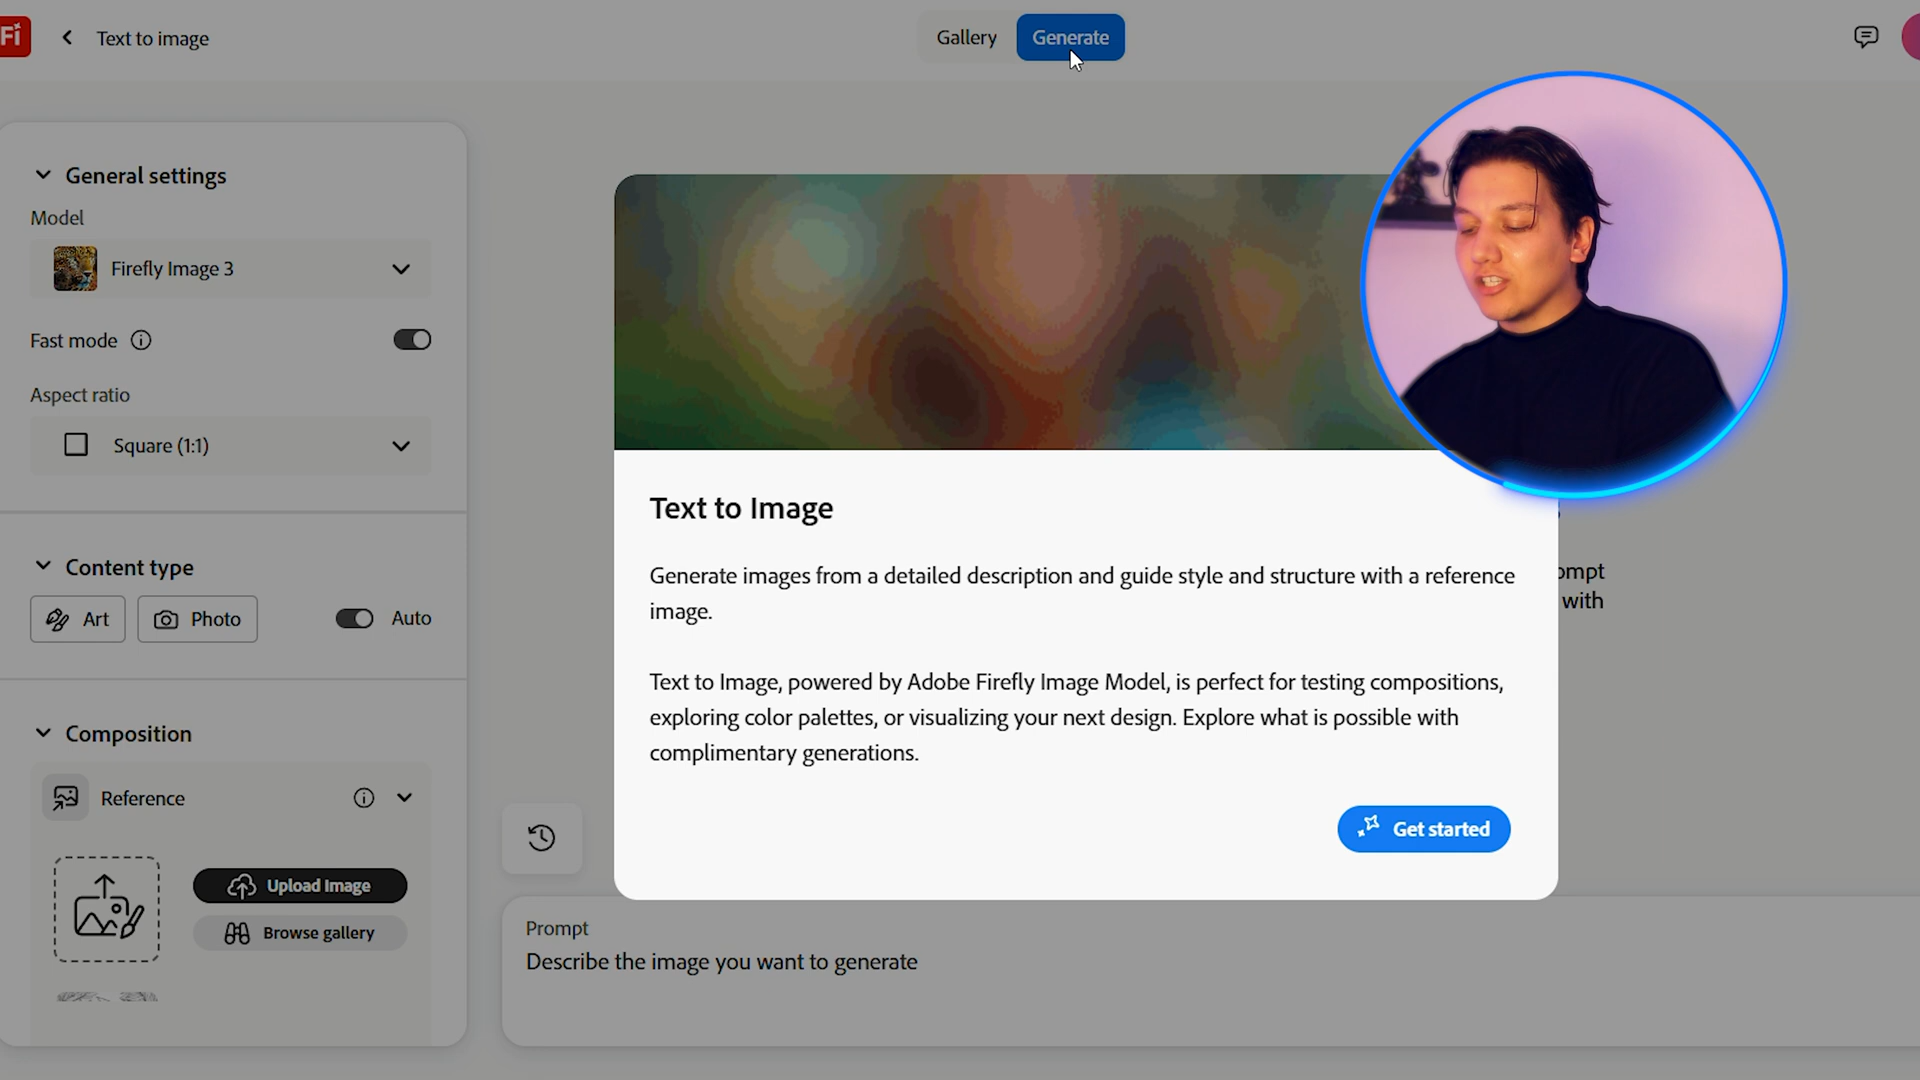 Fi
Text to image
Gallery
Generate
General settings
Model
Firefly Image 3
Fast mode
Aspect ratio
Square (1:1)
Content type
Art
Photo
Auto
Composition
Reference
Upload Image
Browse gallery
Text to Image
Generate images from a detailed description and guide style and structure with a reference
image.
Text to Image, powered by Adobe Firefly Image Model, is perfect for testing compositions,
exploring color palettes, or visualizing your next design. Explore what is possible with
complimentary generations.
Get started
with
Prompt
Describe the image you want to generate